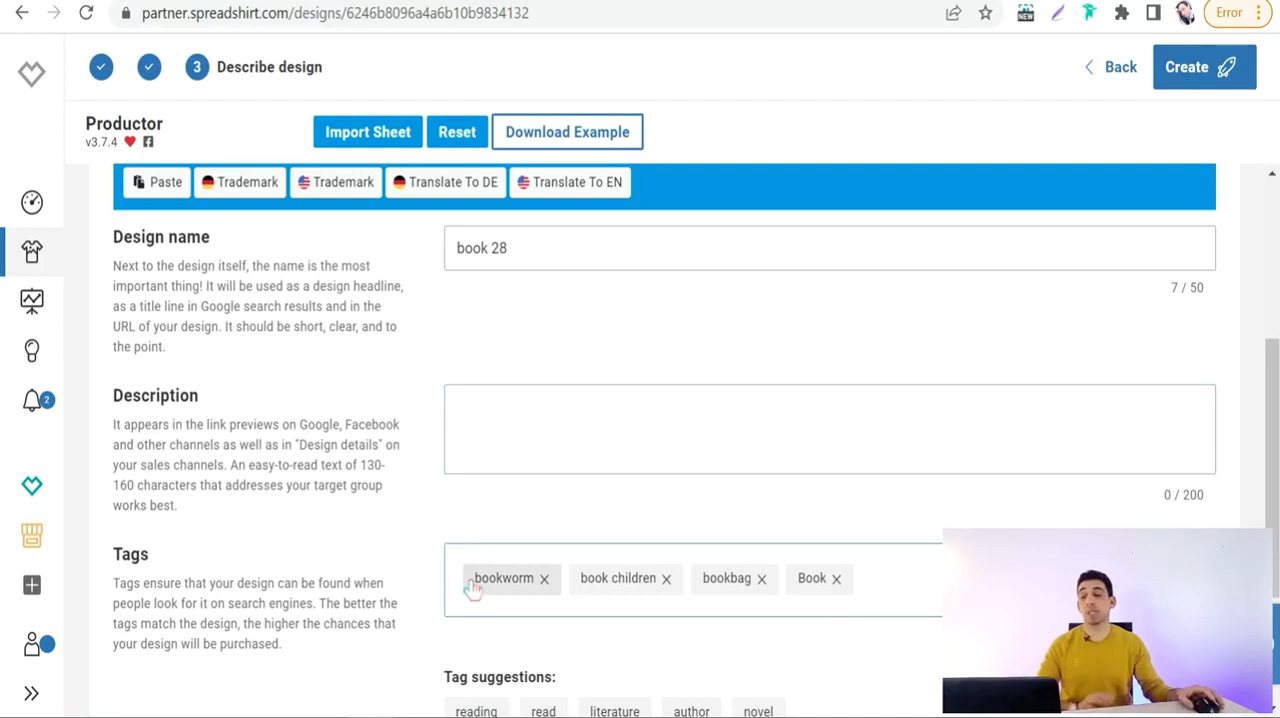 partner.spreadshirt.com/designs/6246b8096a4a6b10b9834132
NEW
Error
3 Describe design
Back
Create
Productor
v3.7.4
Import Sheet
Reset
Download Example
Paste
Trademark
Trademark
Translate To DE
Translate To EN
Design name
Next to the design itself, the name is the most
important thing! It will be used as a design headline,
as a title line in Google search results and in the
URL of your design. It should be short, clear, and to
the point.
book 28
7 / 50
2
Description
It appears in the link previews on Google, Facebook
and other channels as well as in "Design details" on
your sales channels. An easy-to-read text of 130-
160 characters that addresses your target group
works best.
0 / 200
Tags
Tags ensure that your design can be found when
people look for it on search engines. The better the
tags match the design, the higher the chances that
your design will be purchased.
bookworm
book children
bookbag
Book
Tag suggestions:
reading
read
literature
author
novel